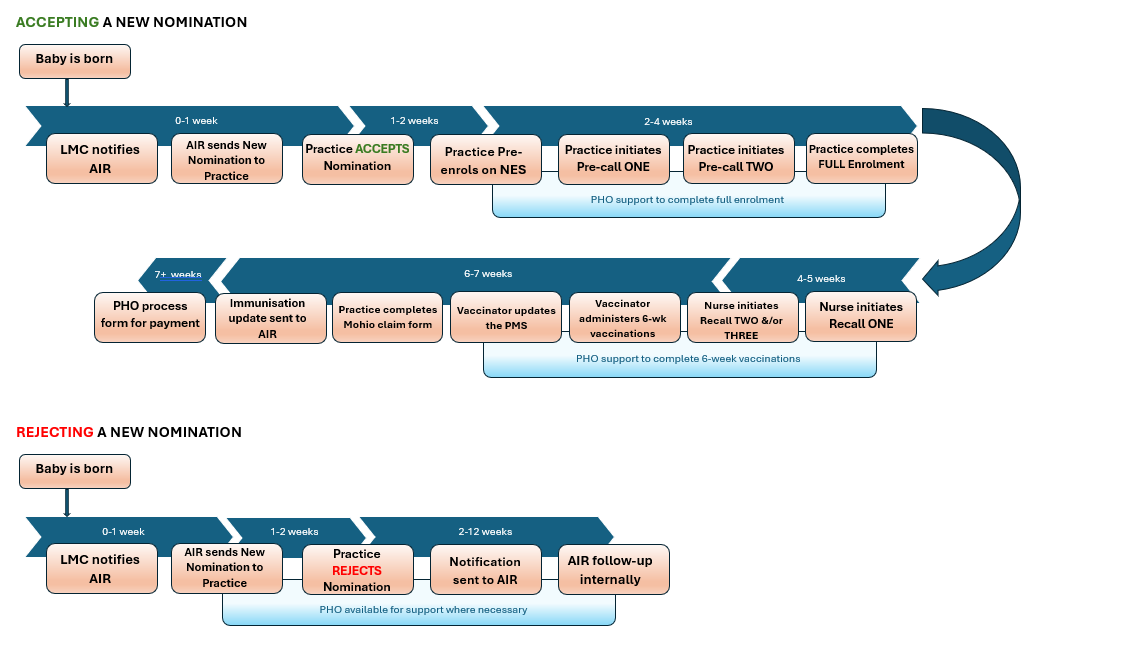 ACCEPTING A NEW NOMINATION
Baby is born
0-1 week
1-2 weeks
2-4 weeks
LMC notifies
AIR
AIR sends New
Nomination to
Practice
Practice ACCEPTS
Nomination
Practice Pre-
enrols on NES
Practice initiates
Pre-call ONE
Practice initiates
Pre-call TWO
Practice completes
FULL Enrolment
PHO support to complete full enrolment
7+ weeks
6-7 weeks
4-5 weeks
PHO process
form for payment
Immunisation
update sent to
AIR
Practice completes
Mohio claim form
Vaccinator updates
the PMS
Vaccinator
administers 6-wk
vaccinations
Nurse initiates
Recall TWO &/or
THREE
Nurse initiates
Recall ONE
PHO support to complete 6-week vaccinations
REJECTING A NEW NOMINATION
Baby is born
0-1 week
1-2 weeks
2-12 weeks
LMC notifies
AIR
AIR sends New
Nomination to
Practice
Practice
REJECTS
Nomination
Notification
sent to AIR
AIR follow-up
internally
PHO available for support where necessary